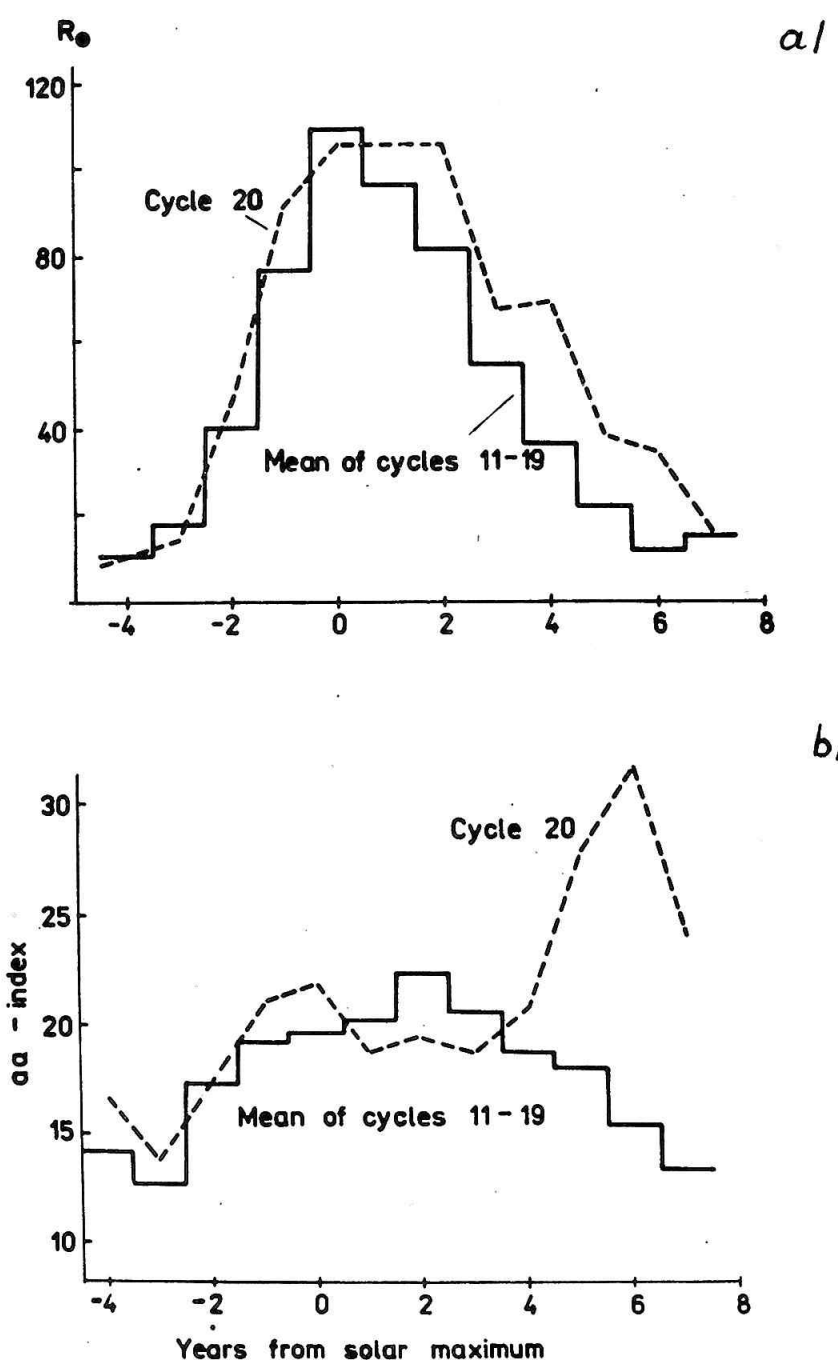 R●
a/
120
80
40
Cycle 20
Mean of cycles 11-19
-4 -2 0 2 4 6 8
b/
30
25
20
15
10
aa - index
Cycle 20
Mean of cycles 11-19
-4 -2 0 2 4 6 8
Years from solar maximum